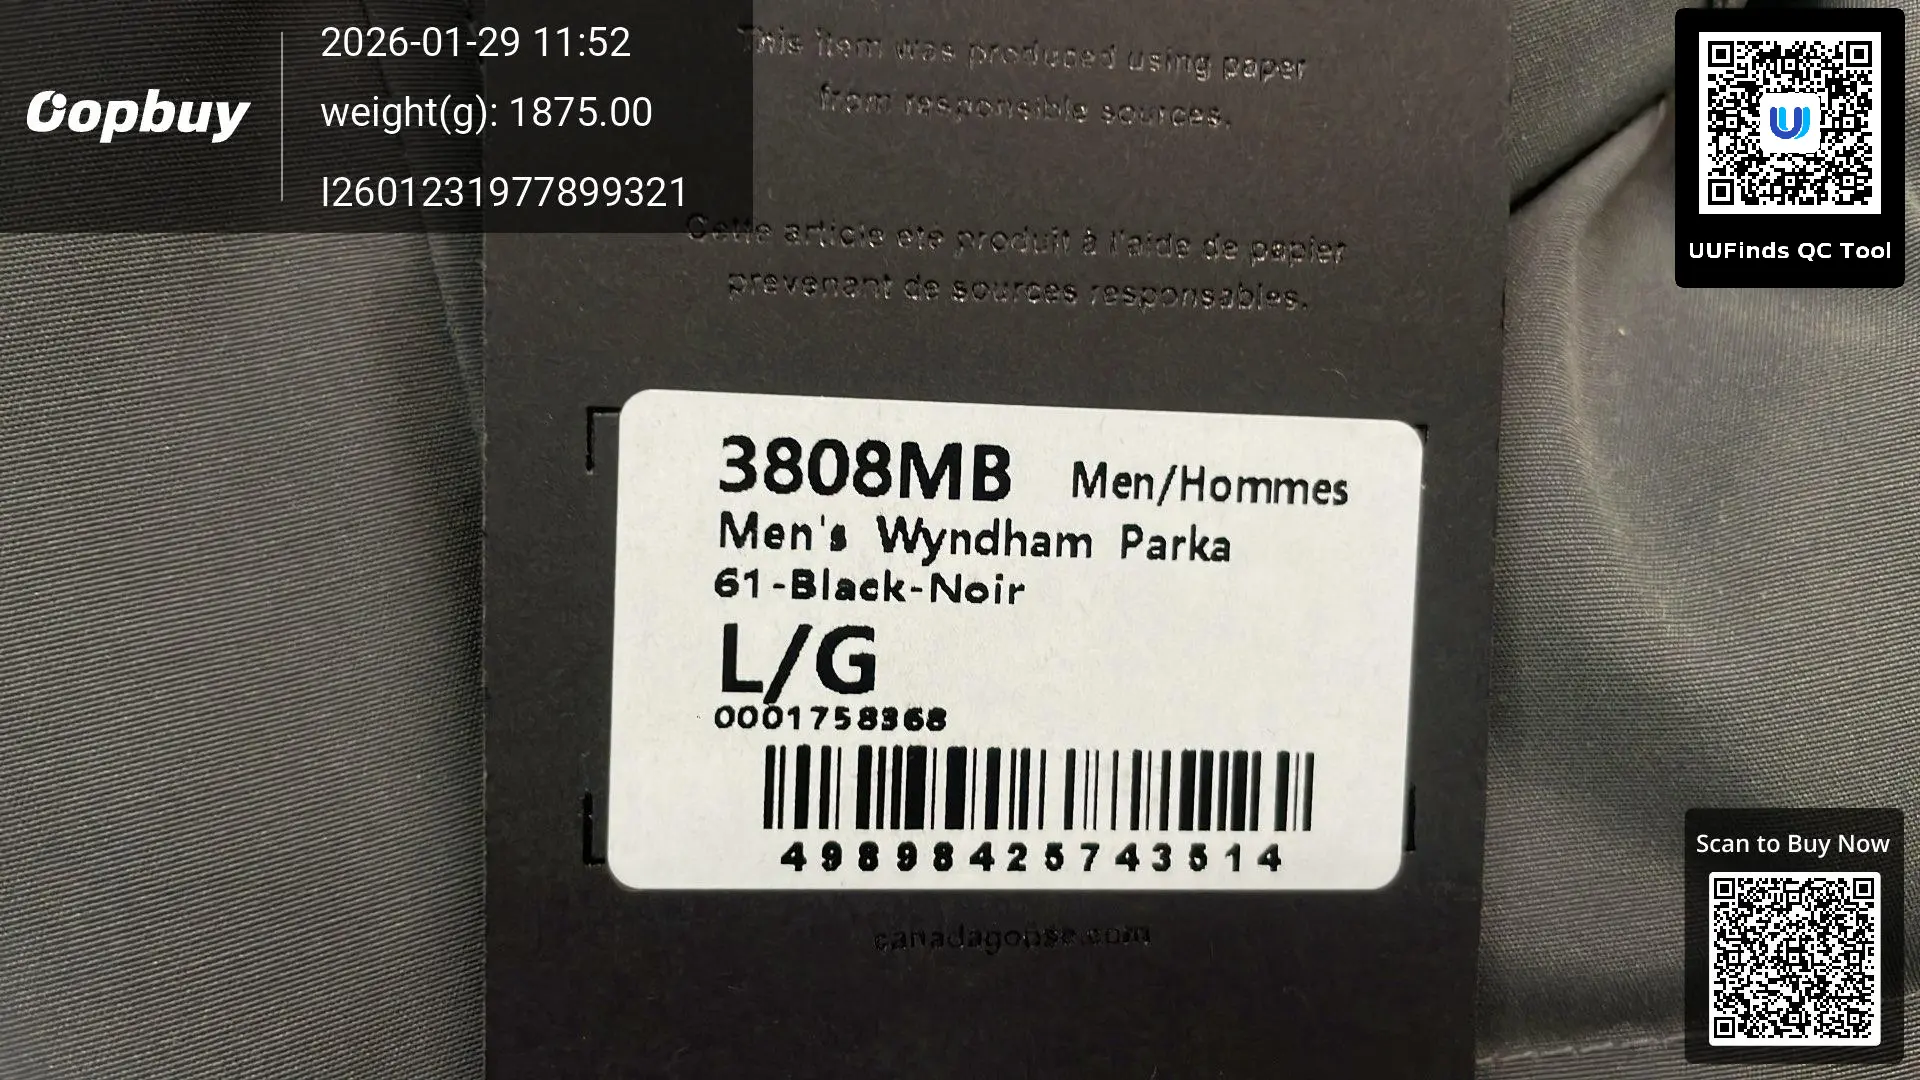 2026-01-29 11:52
Oopbuy
weight(g): 1875.00
I2601231977899321
UUFinds QC Tool
This item was produced using paper
from responsible sources.
Cette article ete produit à l'aide de papier
prevenant de sources responsables.
3808MB Men/Hommes
Men's Wyndham Parka
61-Black-Noir
L/G
0001758368
4989842574351 4
canadagoose.com
Scan to Buy Now